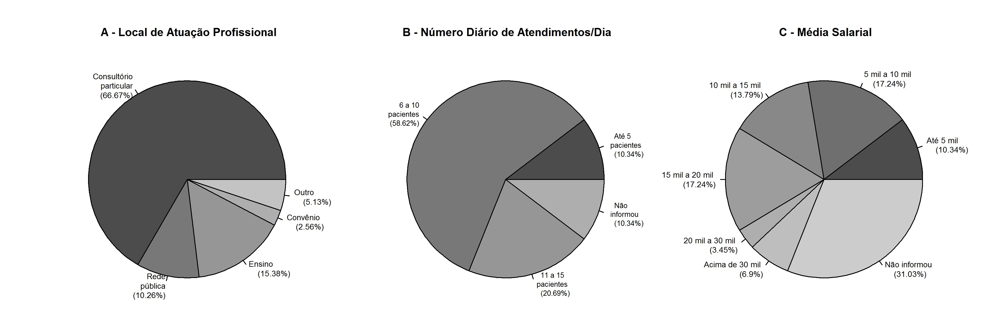 A - Local de Atuação Profissional
Consultório
particular
(66.67%)
Outro
(5.13%)
Convênio
(2.56%)
Ensino
(15.38%)
Rede
pública
(10.26%)
B - Número Diário de Atendimentos/Dia
6 a 10
pacientes
(58.62%)
Até 5
pacientes
(10.34%)
Não
informou
(10.34%)
11 a 15
pacientes
(20.69%)
C - Média Salarial
5 mil a 10 mil
(17.24%)
10 mil a 15 mil
(13.79%)
Até 5 mil
(10.34%)
15 mil a 20 mil
(17.24%)
20 mil a 30 mil
(3.45%)
Acima de 30 mil
(6.9%)
Não informou
(31.03%)